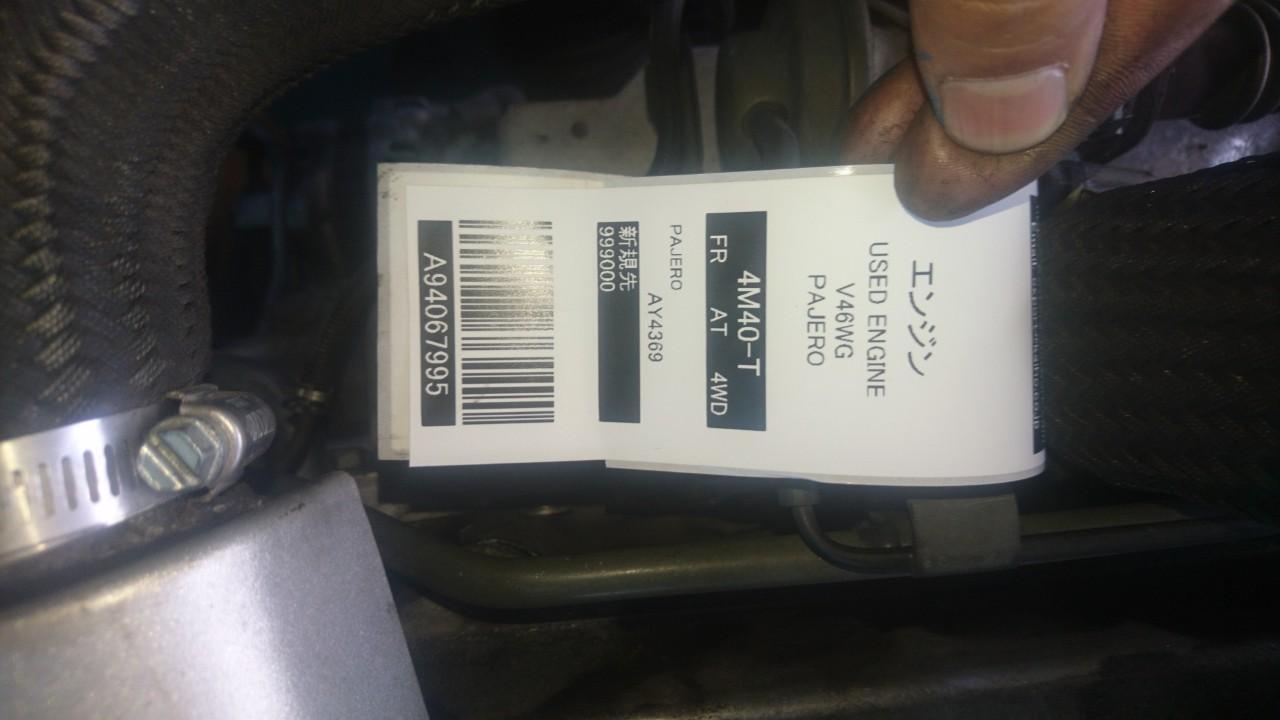 エンジン
USED ENGINE
V46WG
PAJERO
4M40-T
FR AT 4WD
PAJERO
AY4369
新規先
999000
A94067995